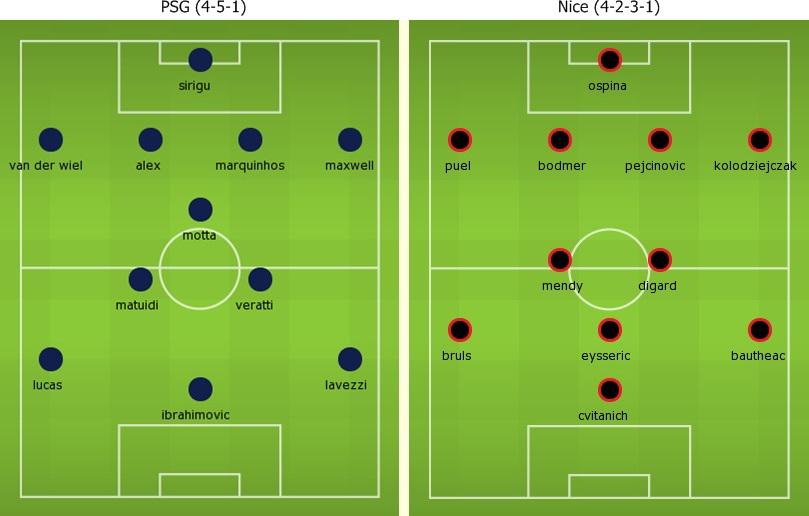 PSG (4-5-1)
sirigu
van der wiel alex marquinhos maxwell
motta
matuidi veratti
lucas lavezzi
ibrahimovic
Nice (4-2-3-1)
ospina
puel bodmer pejcinovic kolodziejczak
mendy digard
bruls eysseric bautheac
cvitanich